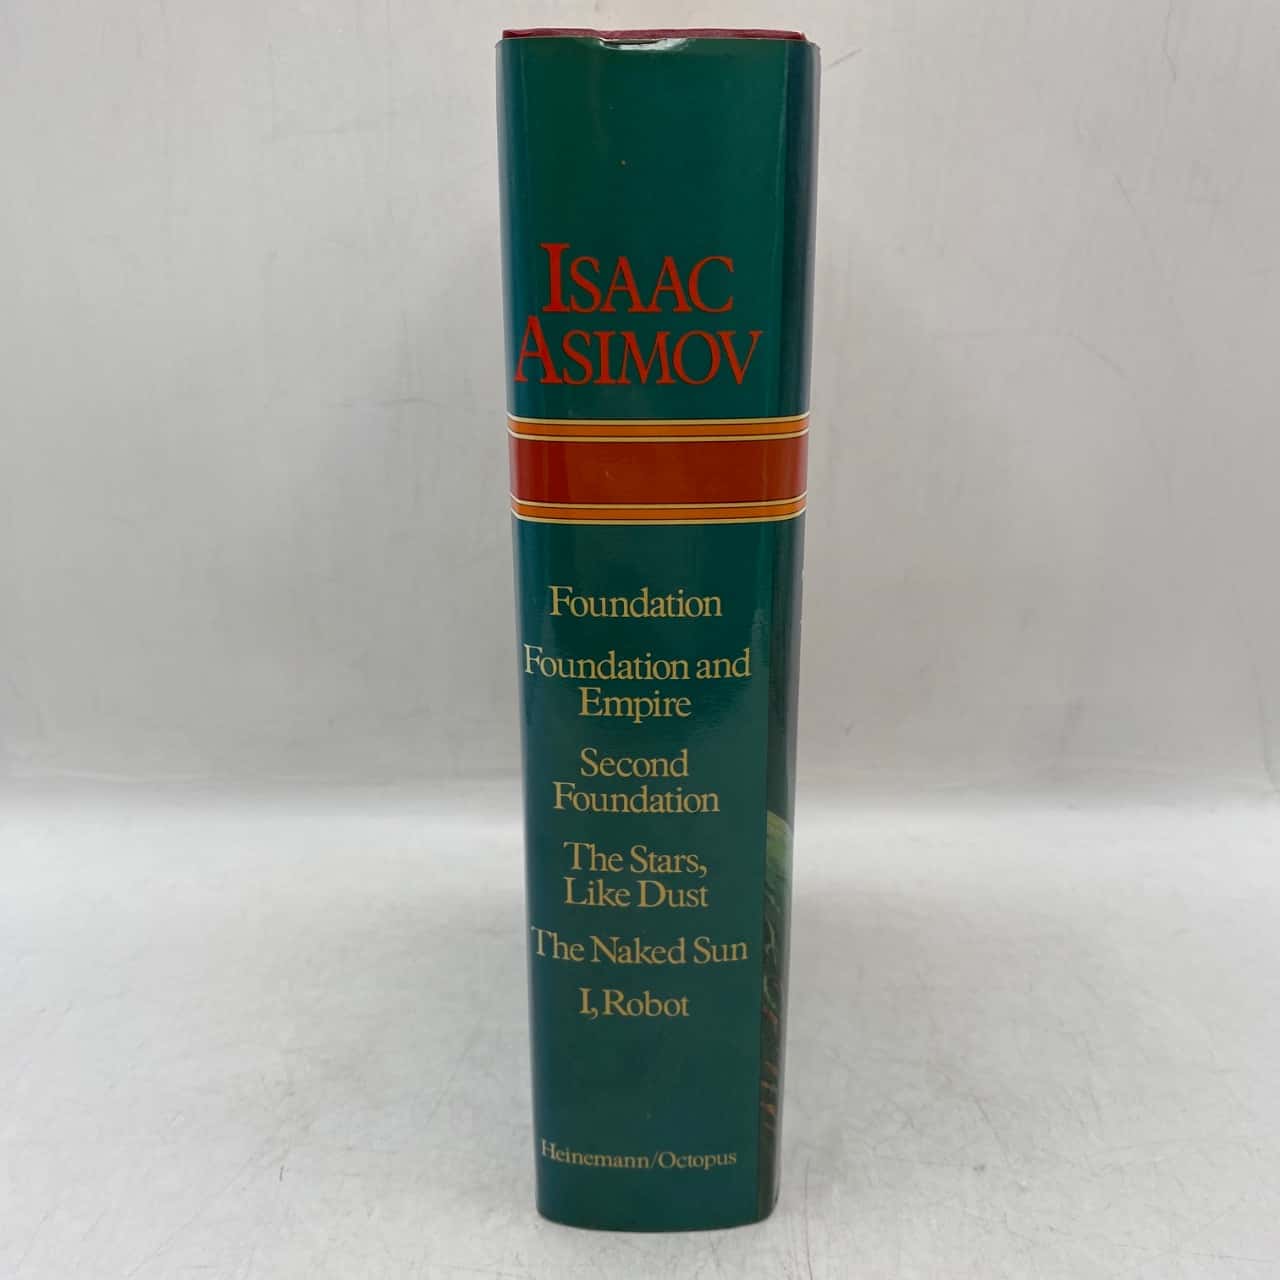 ISAAC
ASIMOV
Foundation
Foundation and
Empire
Second
Foundation
The Stars,
Like Dust
The Naked Sun
I, Robot
Heinemann/Octopus